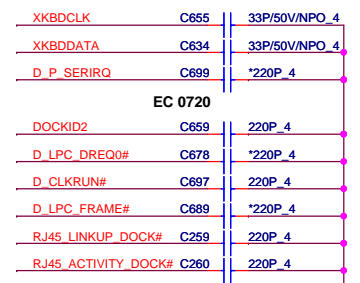 XKBDCLK C655 33P/50V/NPO_4
XKBDDATA C634 33P/50V/NPO_4
D_P_SERIRQ C699 *220P_4
EC 0720
DOCKID2 C659 220P_4
D_LPC_DREQ0# C678 *220P_4
D_CLKRUN# C697 220P_4
D_LPC_FRAME# C689 *220P_4
RJ45_LINKUP_DOCK# C259 220P_4
RJ45_ACTIVITY_DOCK# C260 220P_4